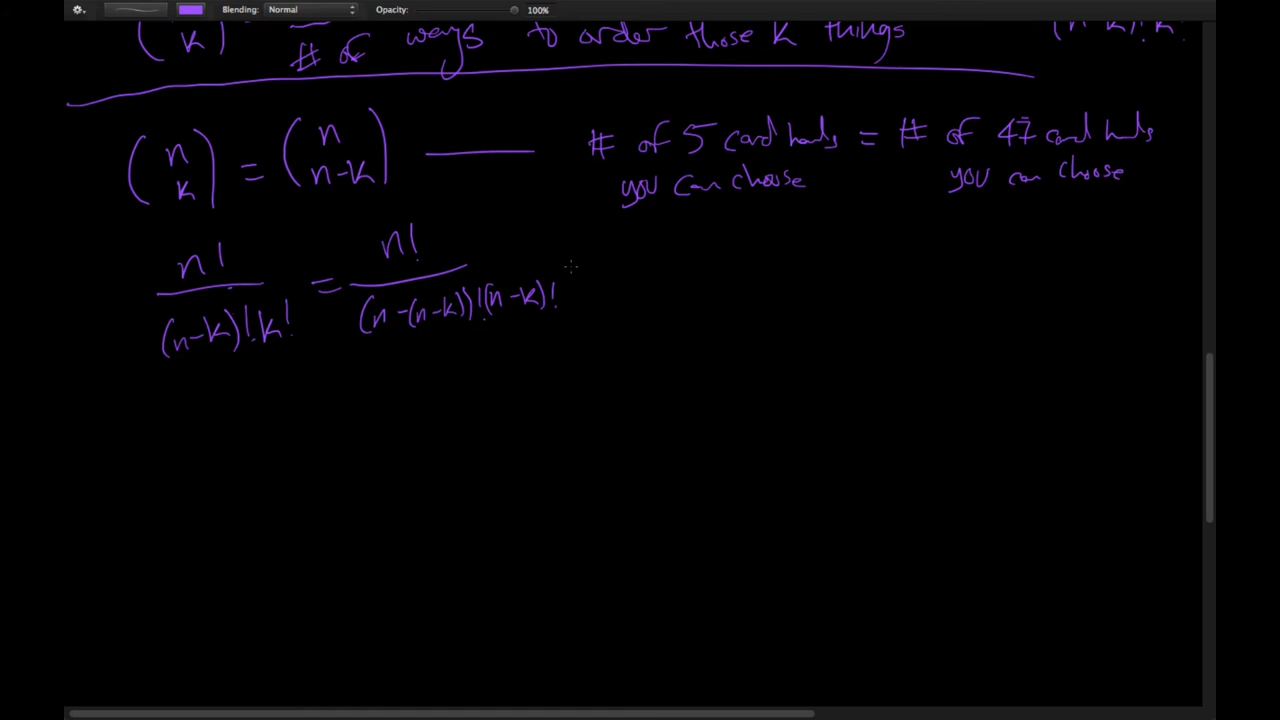 Blending: Normal Opacity: 100%
(n k) = # of ways to order those k things (n-k)! k!
(n k) = (n n-k) — # of 5 card hands you can choose = # of 47 card hands you can choose
n! / (n-k)! k! = n! / (n-(n-k))! (n-k)!